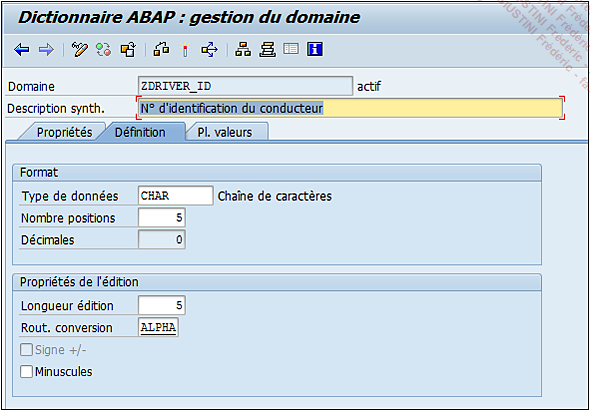 Dictionnaire ABAP : gestion du domaine
Domaine ZDRIVER_ID actif
Description synth. N° d'identification du conducteur
Propriétés Définition Pl. valeurs
Format
Type de données CHAR Chaîne de caractères
Nombre positions 5
Décimales 0
Propriétés de l'édition
Longueur édition 5
Rout. conversion ALPHA
Signe +/-
Minuscules